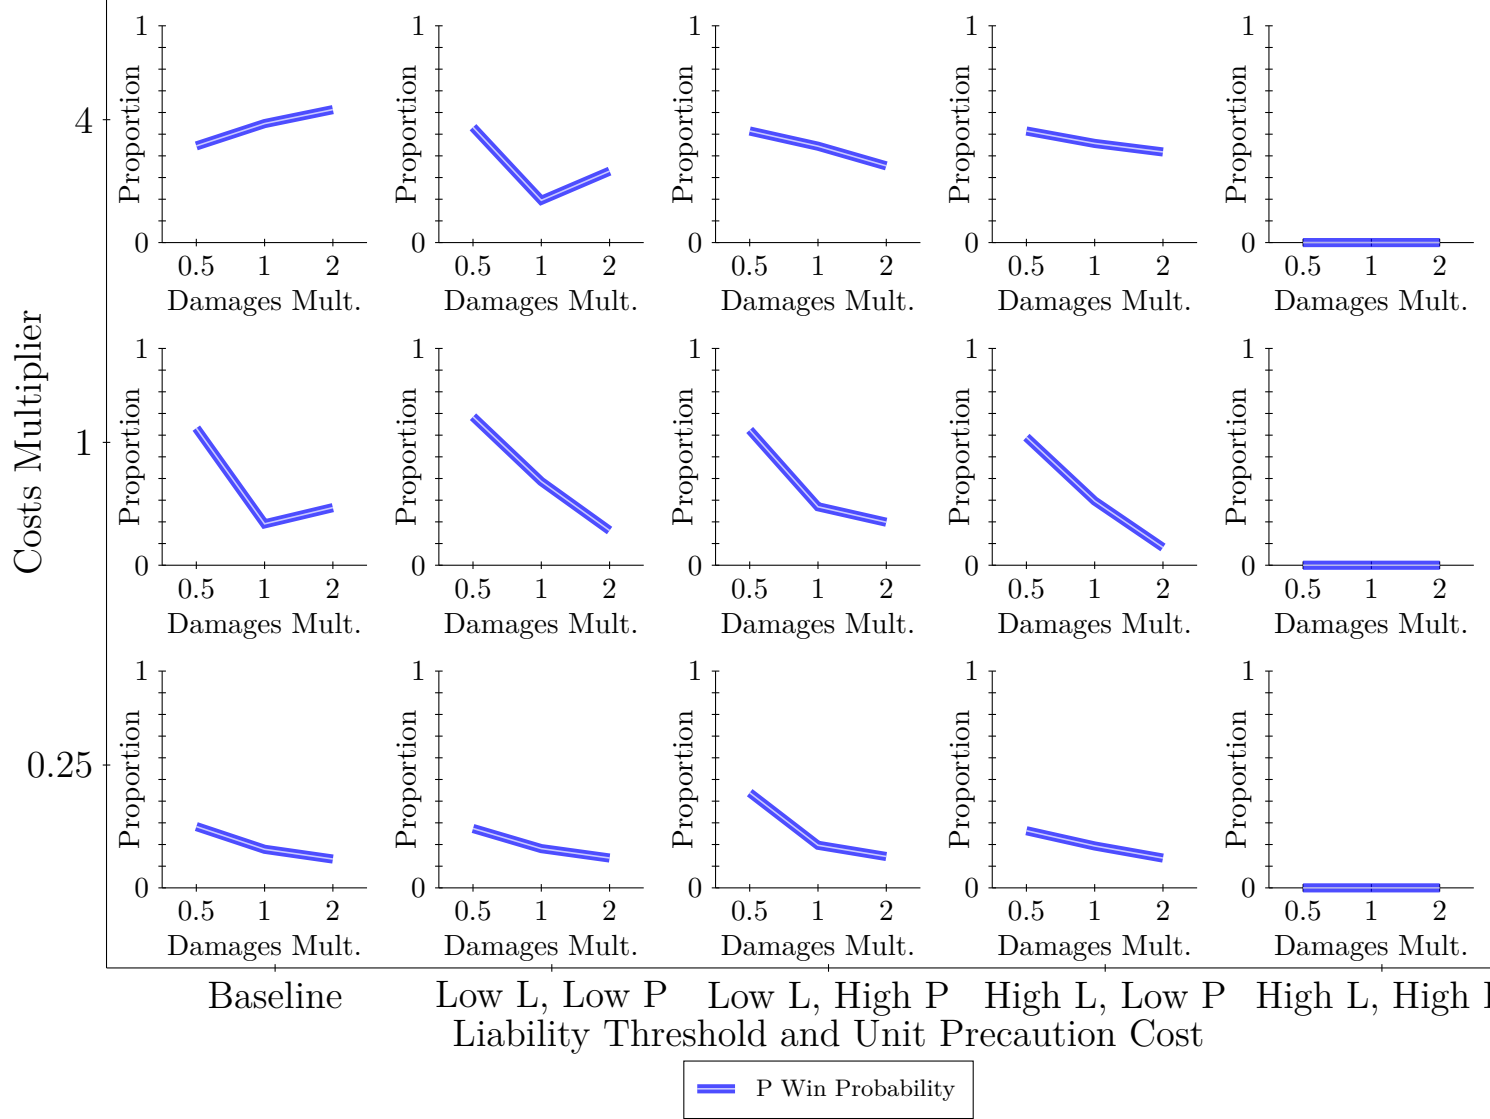 4
1
Proportion
0
0.5 1 2
Damages Mult.
1
Proportion
0
0.5 1 2
Damages Mult.
1
Proportion
0
0.5 1 2
Damages Mult.
1
Proportion
0
0.5 1 2
Damages Mult.
1
Proportion
0
0.5 1 2
Damages Mult.
Costs Multiplier
1
1
Proportion
0
0.5 1 2
Damages Mult.
1
Proportion
0
0.5 1 2
Damages Mult.
1
Proportion
0
0.5 1 2
Damages Mult.
1
Proportion
0
0.5 1 2
Damages Mult.
1
Proportion
0
0.5 1 2
Damages Mult.
0.25
1
Proportion
0
0.5 1 2
Damages Mult.
1
Proportion
0
0.5 1 2
Damages Mult.
1
Proportion
0
0.5 1 2
Damages Mult.
1
Proportion
0
0.5 1 2
Damages Mult.
1
Proportion
0
0.5 1 2
Damages Mult.
Baseline
Low L, Low P
Low L, High P
High L, Low P
High L, High
Liability Threshold and Unit Precaution Cost
P Win Probability